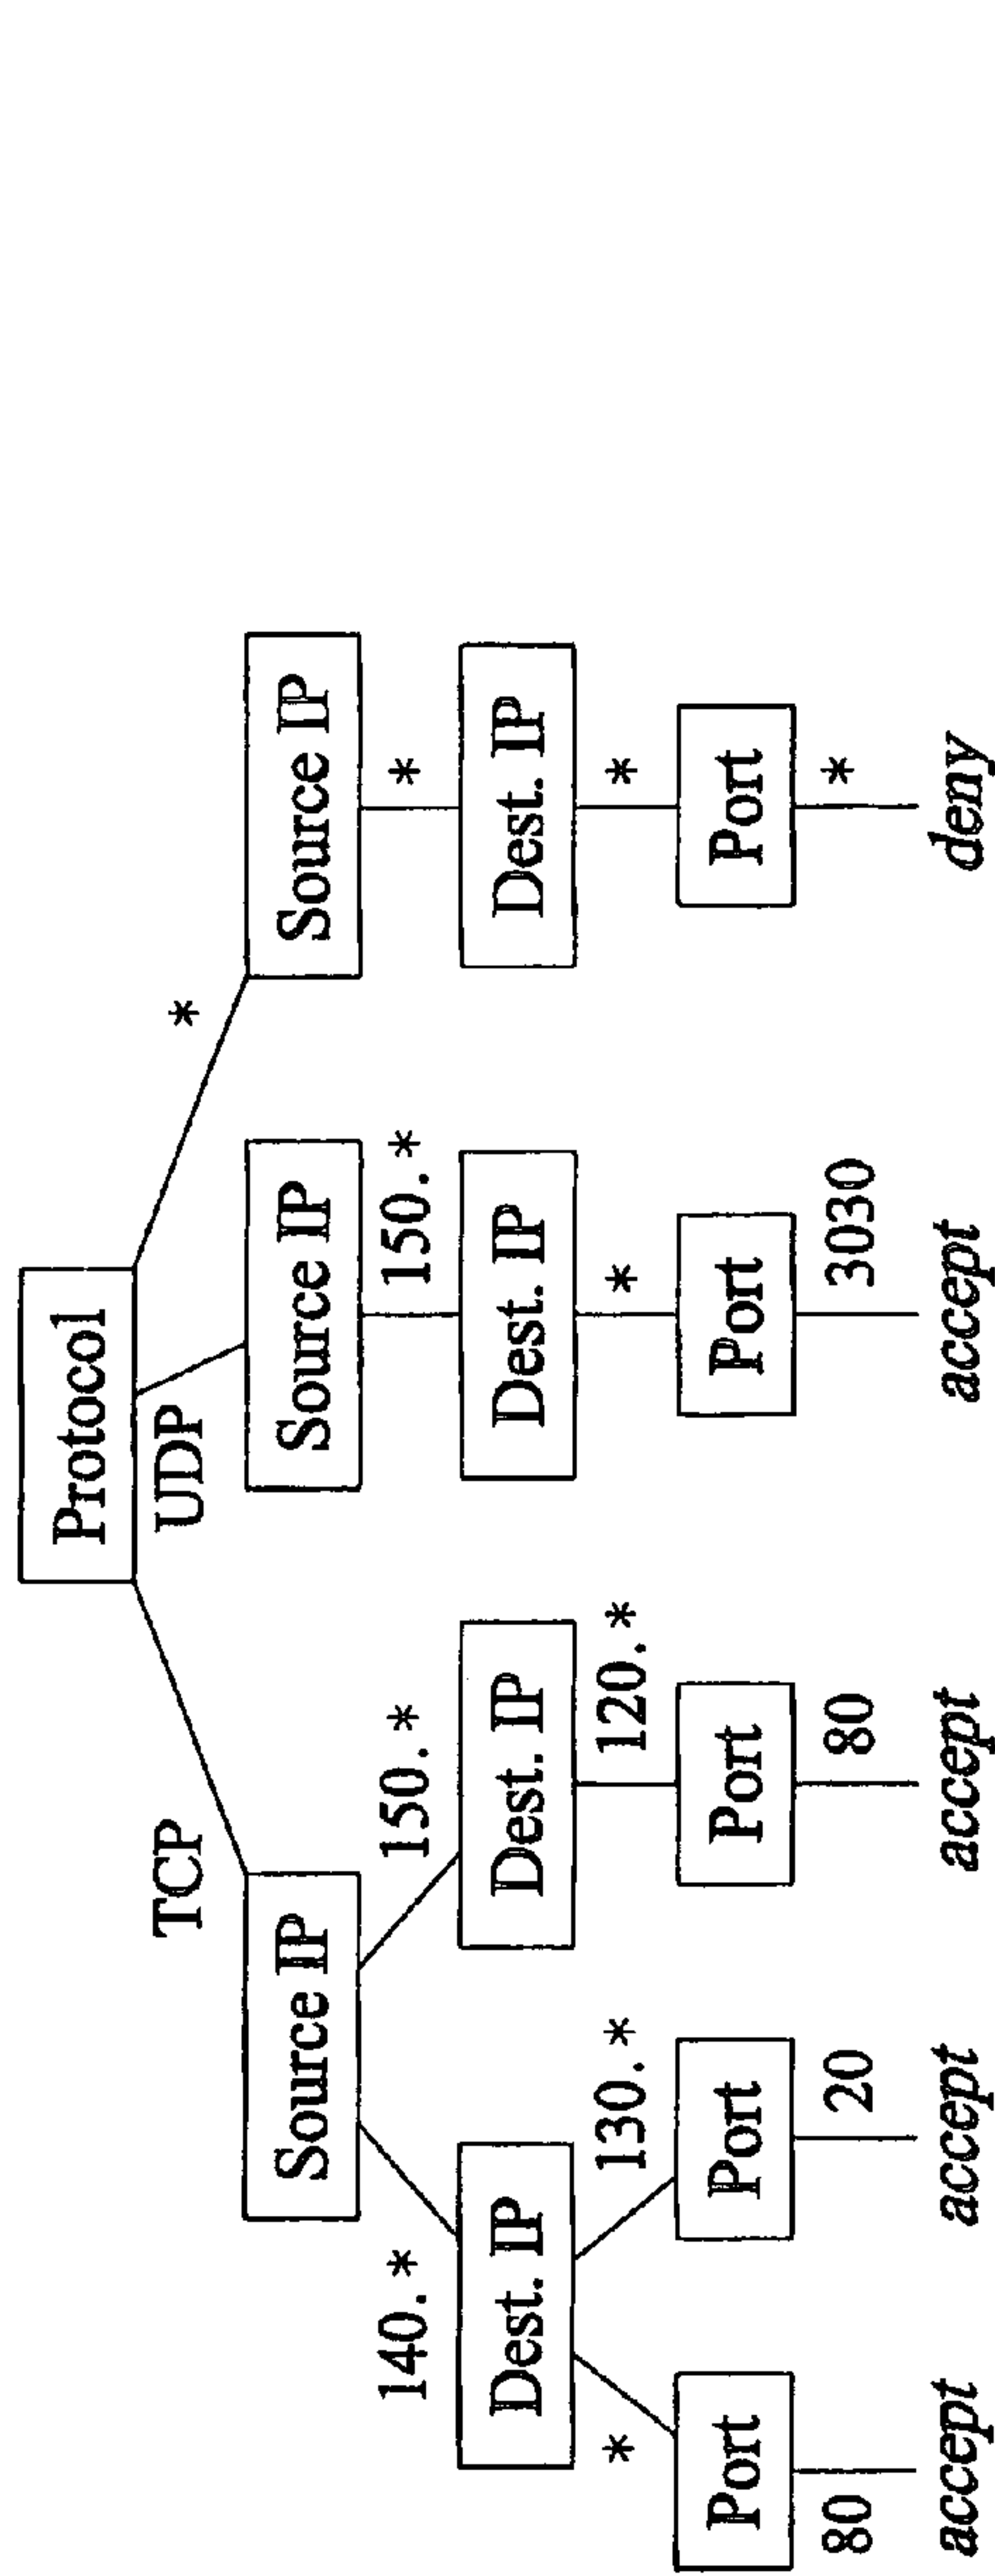 Protocol
TCP
UDP
*
Source IP
Source IP
Source IP
140.*
150.*
150.*
*
Dest. IP
Dest. IP
Dest. IP
Dest. IP
*
130.*
120.*
*
*
Port
Port
Port
Port
Port
80
20
80
3030
*
accept
accept
accept
accept
deny